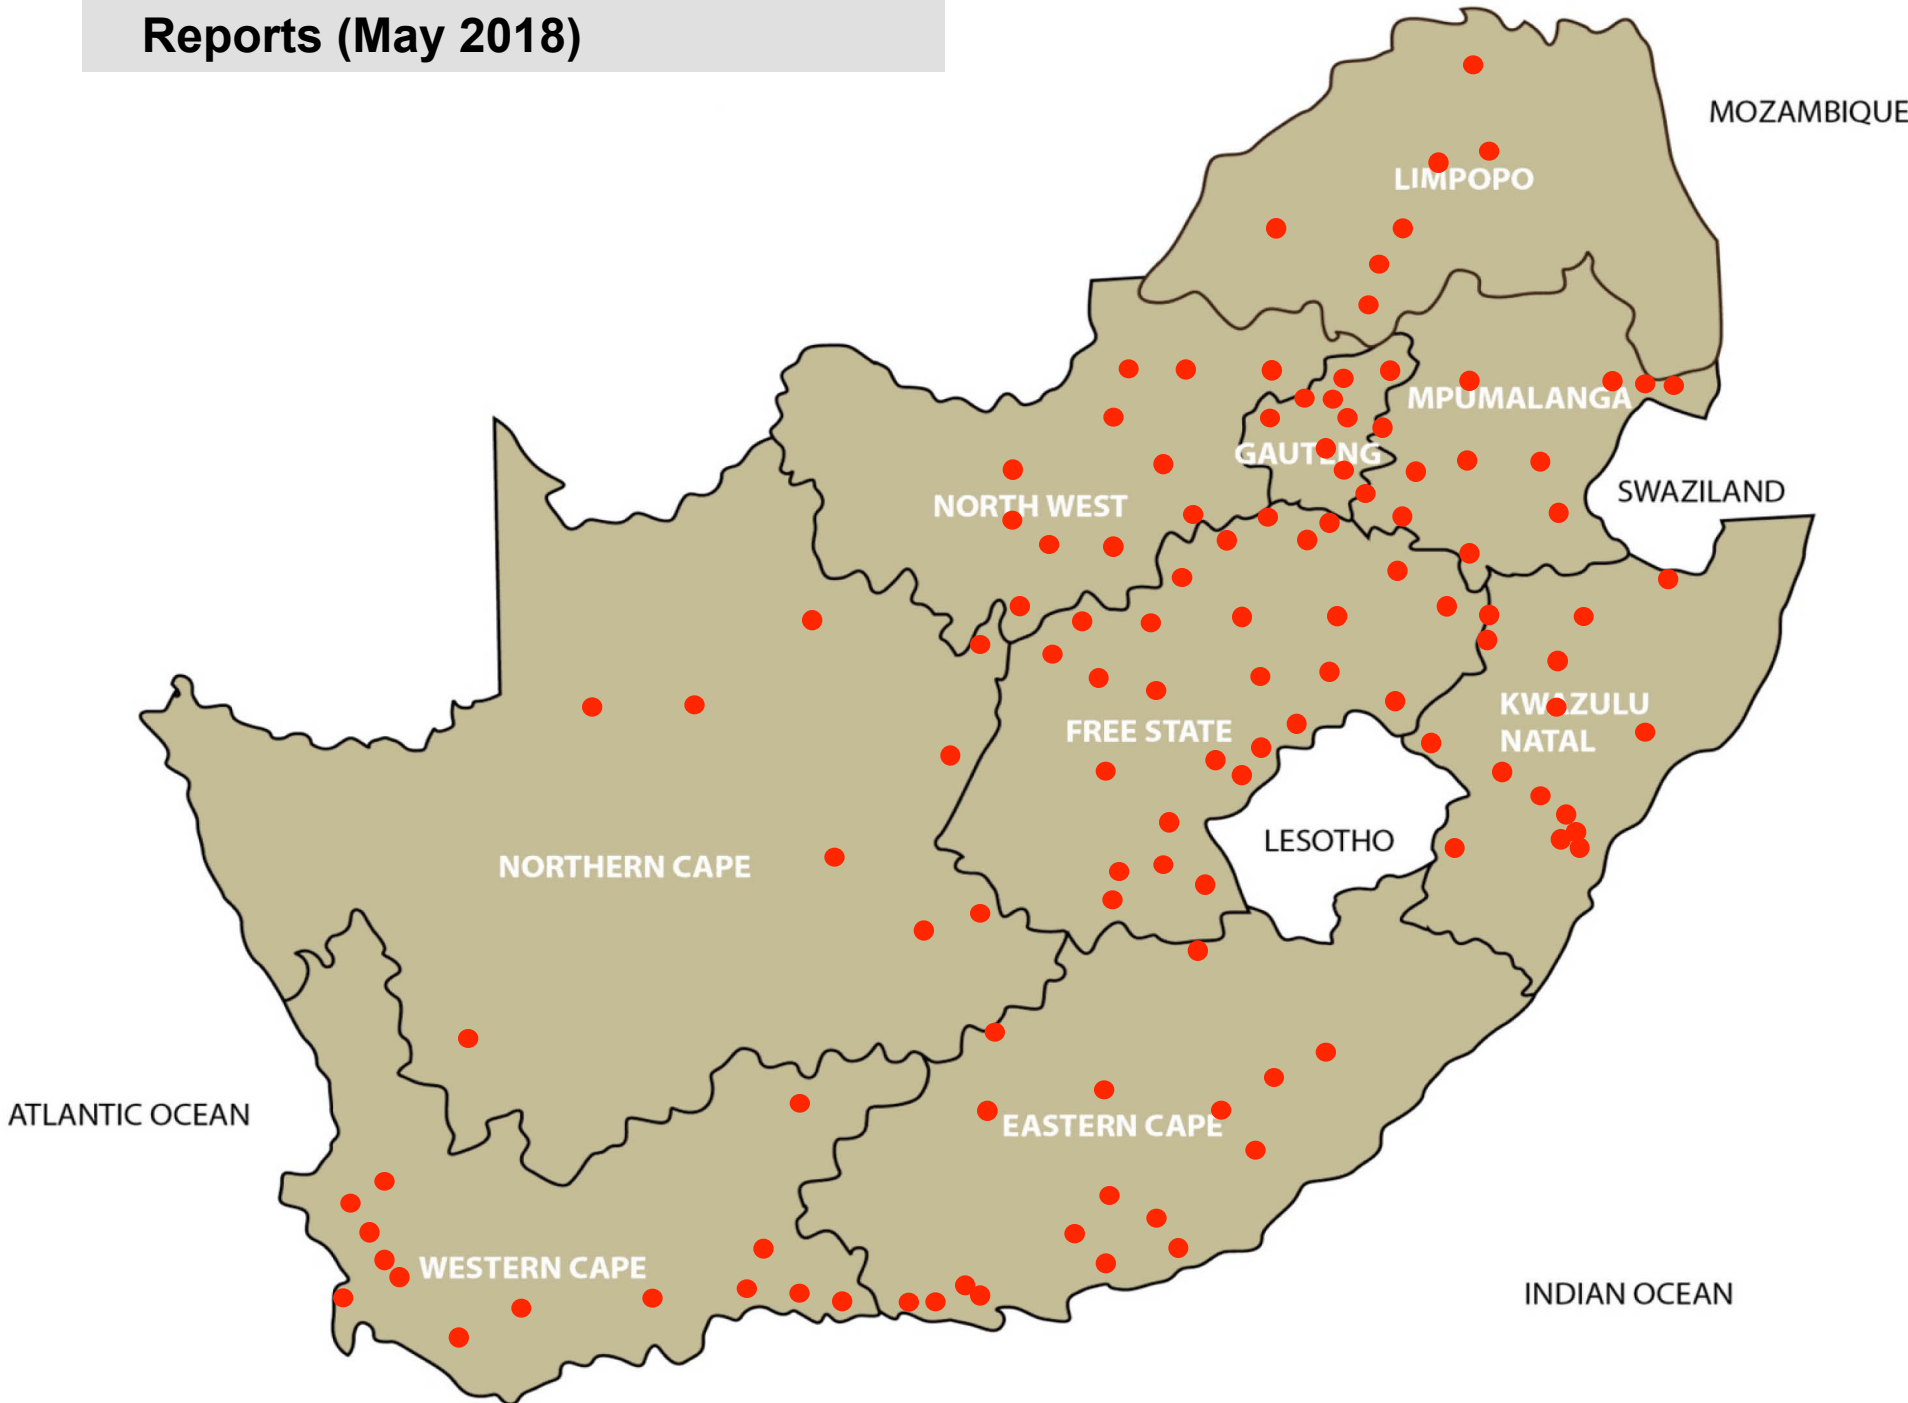 Reports (May 2018)
MOZAMBIQUE
LIMPOPO
MPUMALANGA
GAUTENG
SWAZILAND
NORTH WEST
KWAZULU
NATAL
FREE STATE
LESOTHO
NORTHERN CAPE
ATLANTIC OCEAN
EASTERN CAPE
WESTERN CAPE
INDIAN OCEAN